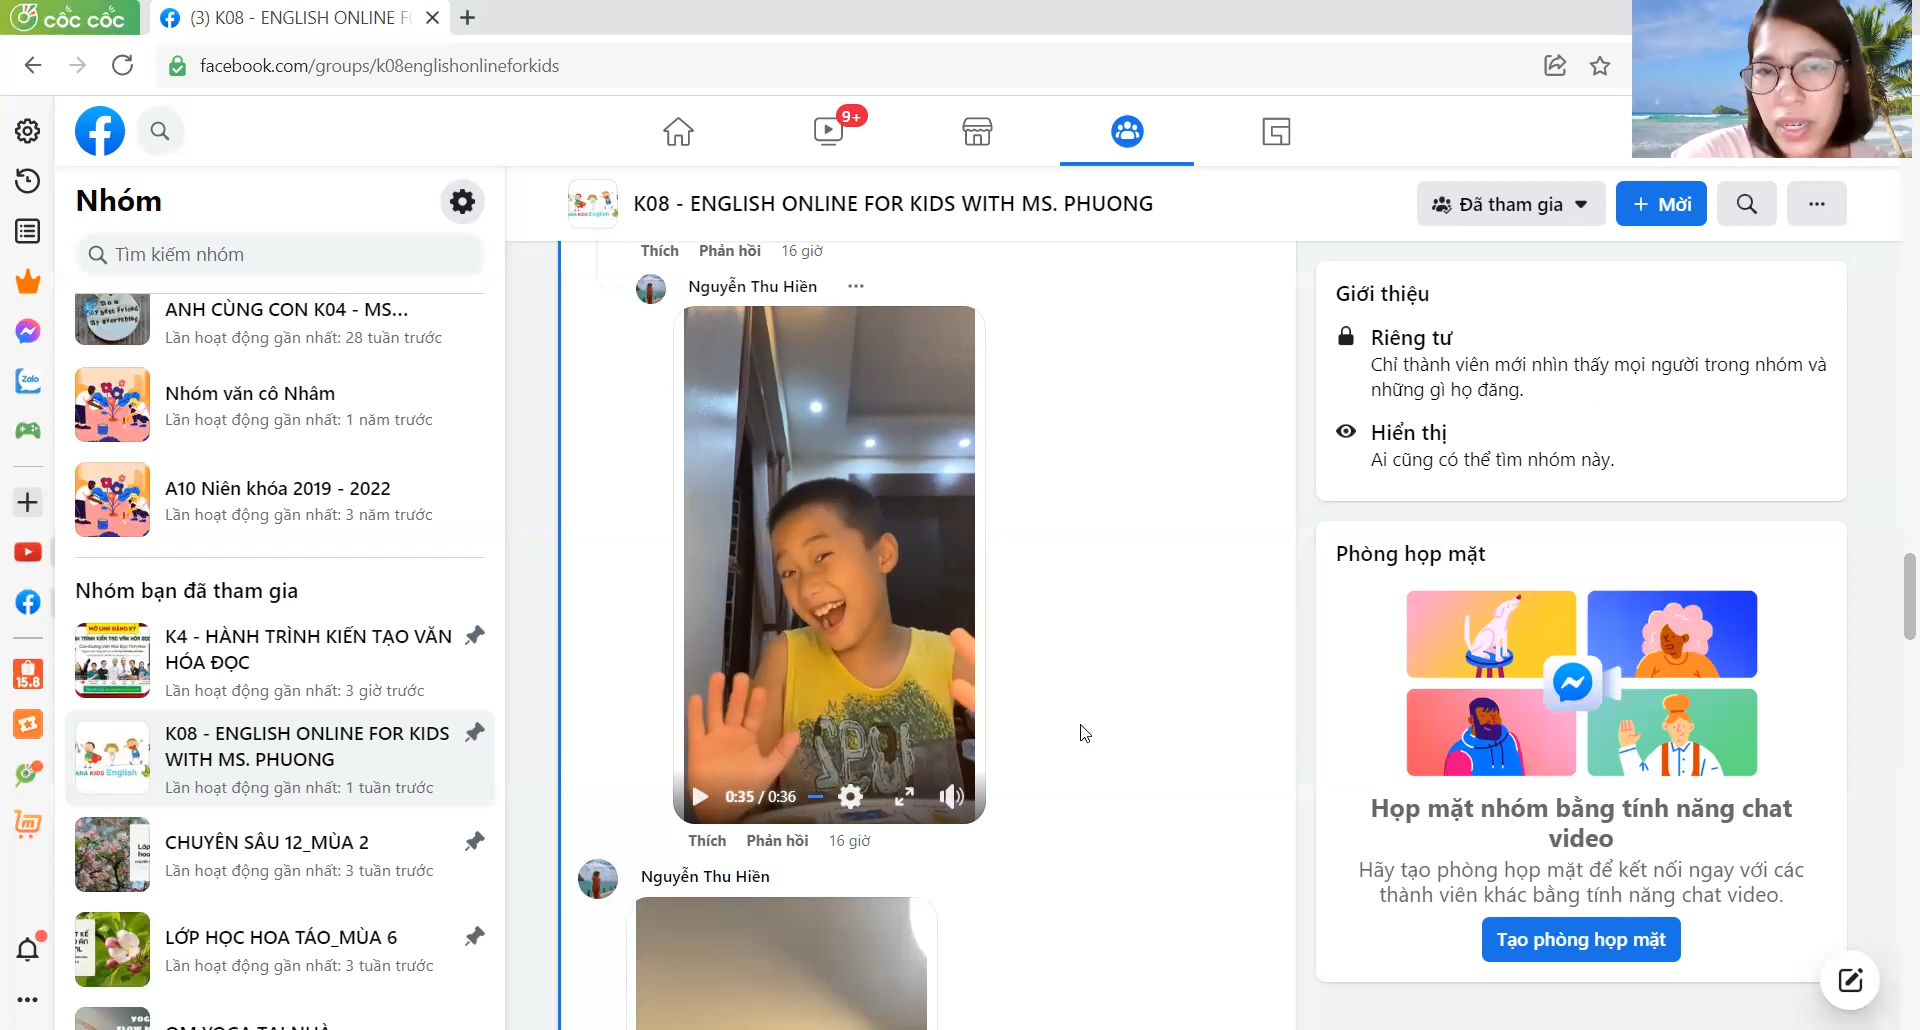 cốc cốc
(3) K08 - ENGLISH ONLINE FO
facebook.com/groups/k08englishonlineforkids
9+
Nhóm
Tìm kiếm nhóm
ANH CÙNG CON K04 - MS...
Lần hoạt động gần nhất: 28 tuần trước
Nhóm văn cô Nhâm
Lần hoạt động gần nhất: 1 năm trước
A10 Niên khóa 2019 - 2022
Lần hoạt động gần nhất: 3 năm trước
Nhóm bạn đã tham gia
K4 - HÀNH TRÌNH KIẾN TẠO VĂN
HÓA ĐỌC
Lần hoạt động gần nhất: 3 giờ trước
K08 - ENGLISH ONLINE FOR KIDS
WITH MS. PHUONG
Lần hoạt động gần nhất: 1 tuần trước
CHUYÊN SÂU 12_MÙA 2
Lần hoạt động gần nhất: 3 tuần trước
LỚP HỌC HOA TÁO_MÙA 6
Lần hoạt động gần nhất: 3 tuần trước
Zalo
15.8
K08 - ENGLISH ONLINE FOR KIDS WITH MS. PHUONG
Đã tham gia
+ Mời
Thích Phản hồi 16 giờ
Nguyễn Thu Hiền
0:35 / 0:36
Thích Phản hồi 16 giờ
Nguyễn Thu Hiền
Giới thiệu
Riêng tư
Chỉ thành viên mới nhìn thấy mọi người trong nhóm và
những gì họ đăng.
Hiển thị
Ai cũng có thể tìm nhóm này.
Phòng họp mặt
Họp mặt nhóm bằng tính năng chat
video
Hãy tạo phòng họp mặt để kết nối ngay với các
thành viên khác bằng tính năng chat video.
Tạo phòng họp mặt